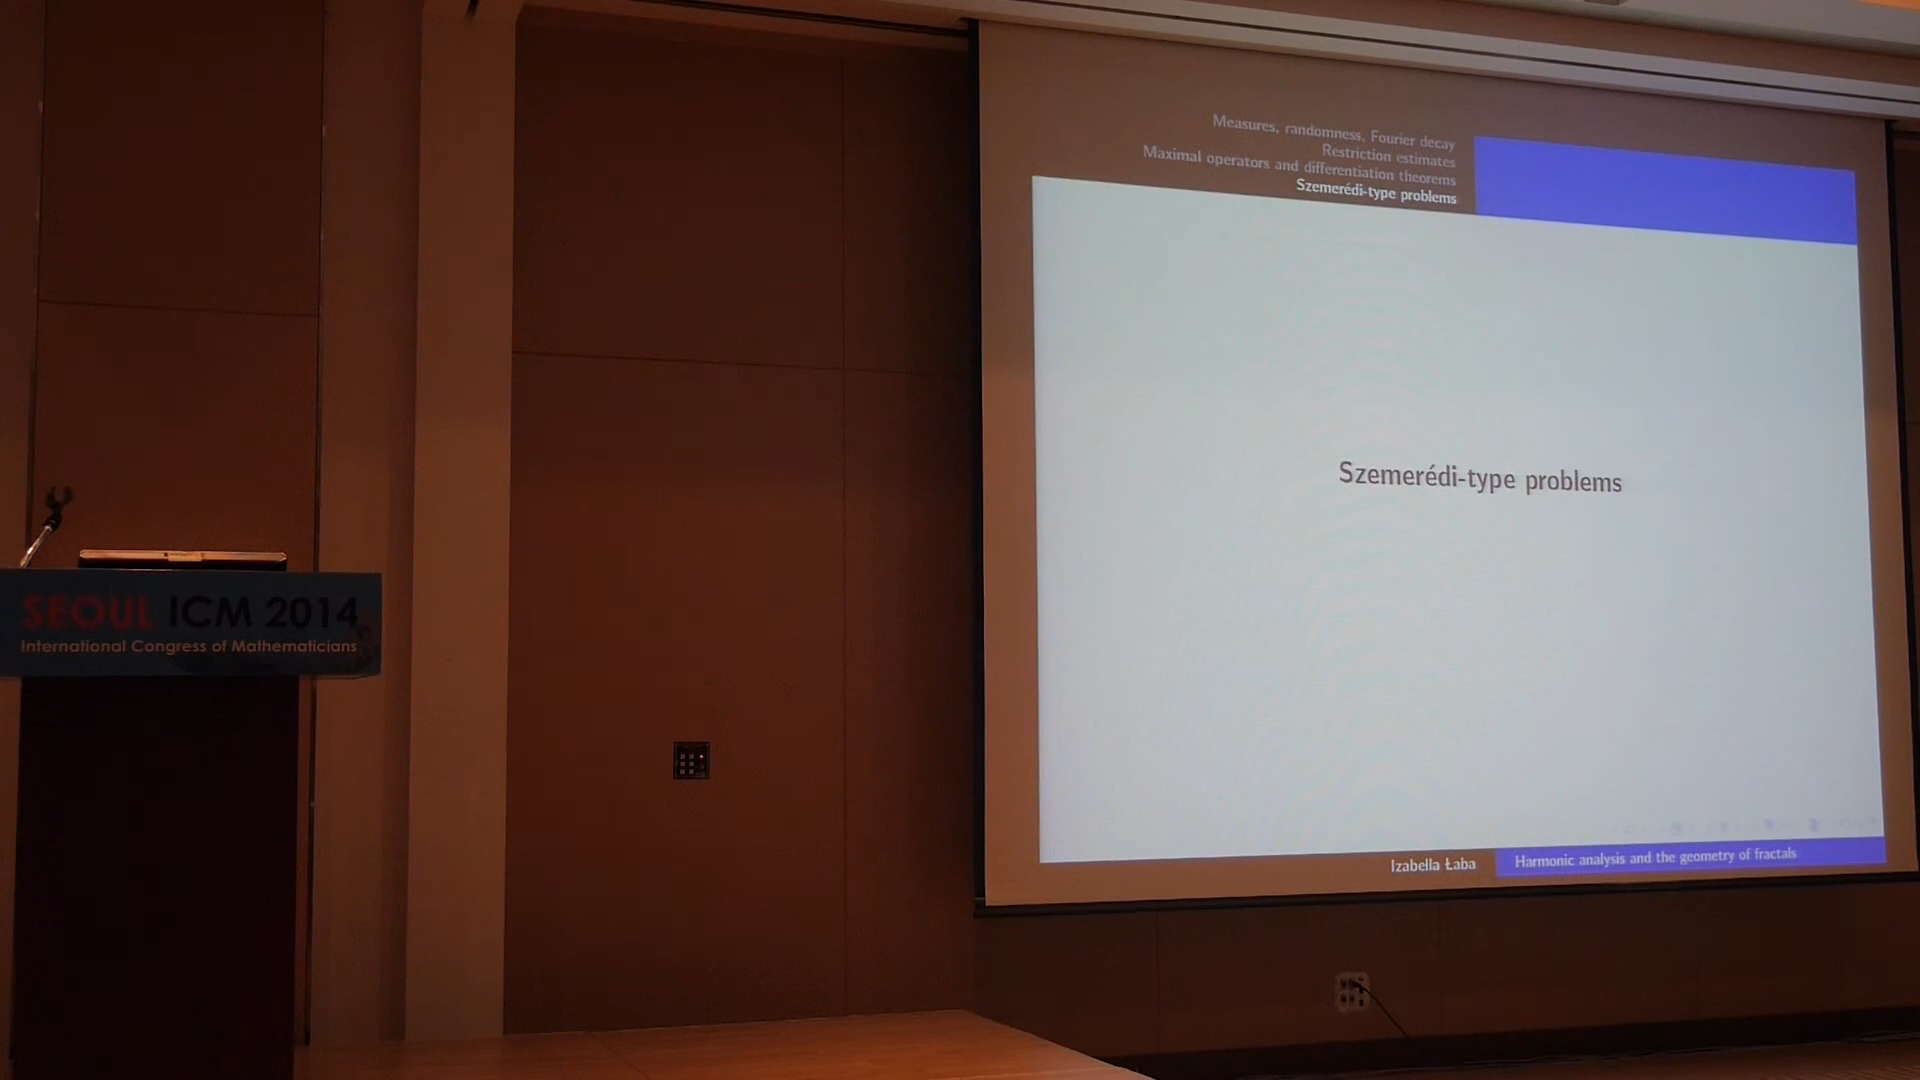 Measures, randomness, Fourier decay
Restriction estimates
Maximal operators and differentiation theorems
Szemerédi-type problems
Szemerédi-type problems
SEOUL ICM 2014
International Congress of Mathematicians
Izabella Łaba
Harmonic analysis and the geometry of fractals